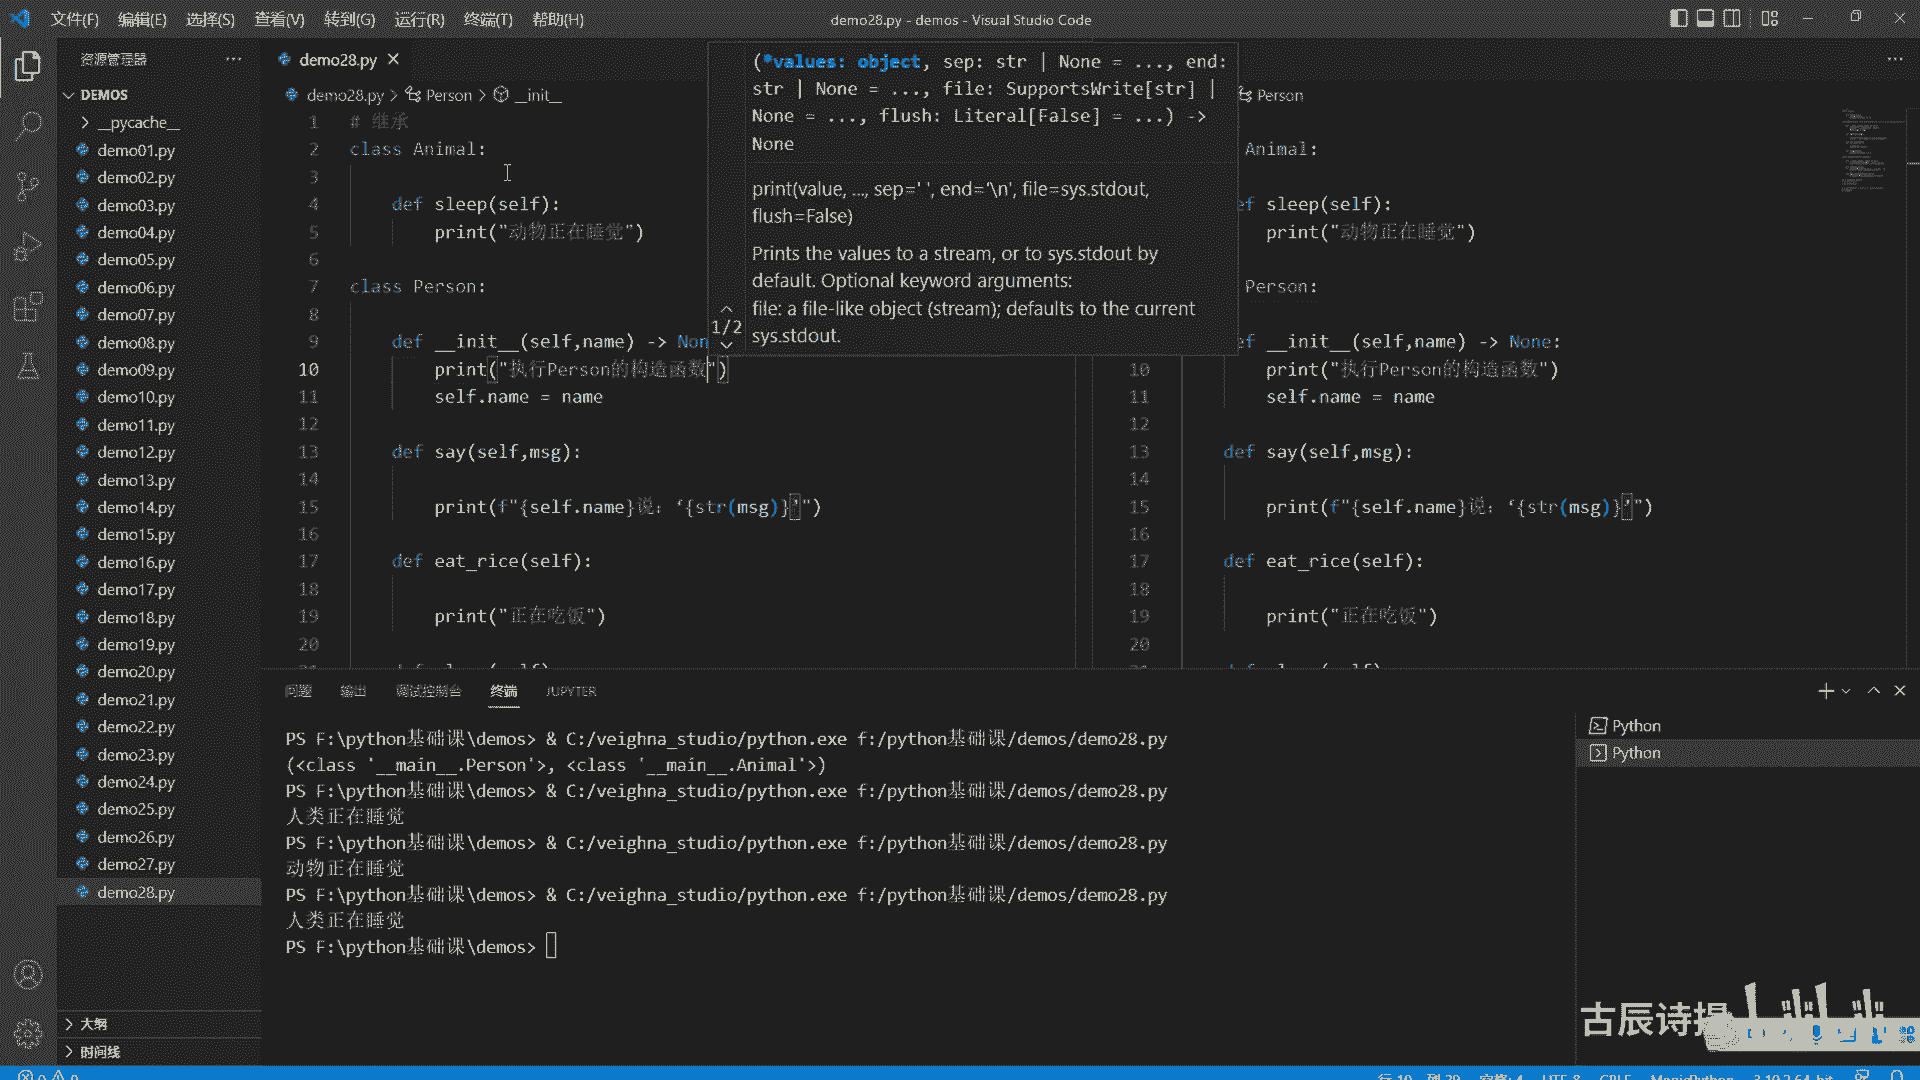 文件(F) 编辑(E) 选择(S) 查看(V) 转到(G) 运行(R) 终端(T) 帮助(H)
demo28.py - demos - Visual Studio Code
资源管理器
DEMOS
__pycache__
demo01.py
demo02.py
demo03.py
demo04.py
demo05.py
demo06.py
demo07.py
demo08.py
demo09.py
demo10.py
demo11.py
demo12.py
demo13.py
demo14.py
demo15.py
demo16.py
demo17.py
demo18.py
demo19.py
demo20.py
demo21.py
demo22.py
demo23.py
demo24.py
demo25.py
demo26.py
demo27.py
demo28.py
大纲
时间线
demo28.py
demo28.py > Person > __init__
1 # 继承
2 class Animal:
3
4 def sleep(self):
5 print("动物正在睡觉")
6
7 class Person:
8
9 def __init__(self,name) -> Non
10 print("执行Person的构造函数")
11 self.name = name
12
13 def say(self,msg):
14
15 print(f"{self.name}说：‘{str(msg)}’")
16
17 def eat_rice(self):
18
19 print("正在吃饭")
20
(*values: object, sep: str | None = ..., end:
str | None = ..., file: SupportsWrite[str] |
None = ..., flush: Literal[False] = ...) ->
None
print(value, ..., sep=' ', end='\n', file=sys.stdout,
flush=False)
Prints the values to a stream, or to sys.stdout by
default. Optional keyword arguments:
file: a file-like object (stream); defaults to the current
sys.stdout.
1/2
Person
Animal:
ef sleep(self):
print("动物正在睡觉")
Person:
ef __init__(self,name) -> None:
10 print("执行Person的构造函数")
11 self.name = name
12
13 def say(self,msg):
14
15 print(f"{self.name}说：‘{str(msg)}’")
16
17 def eat_rice(self):
18
19 print("正在吃饭")
20
问题 输出 调试控制台 终端 JUPYTER
PS F:\python基础课\demos> & C:/veighna_studio/python.exe f:/python基础课/demos/demo28.py
(<class '__main__.Person'>, <class '__main__.Animal'>)
PS F:\python基础课\demos> & C:/veighna_studio/python.exe f:/python基础课/demos/demo28.py
人类正在睡觉
PS F:\python基础课\demos> & C:/veighna_studio/python.exe f:/python基础课/demos/demo28.py
动物正在睡觉
PS F:\python基础课\demos> & C:/veighna_studio/python.exe f:/python基础课/demos/demo28.py
人类正在睡觉
PS F:\python基础课\demos>
Python
Python
古辰诗